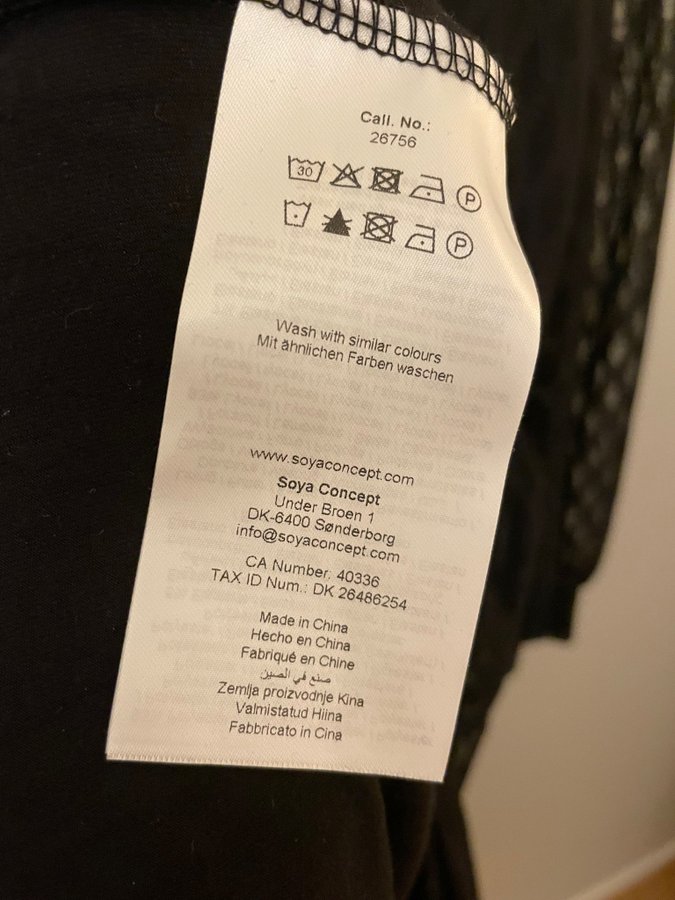 Call. No.:
26756
30
P
P
Wash with similar colours
Mit ähnlichen Farben waschen
www.soyaconcept.com
Soya Concept
Under Broen 1
DK-6400 Sønderborg
info@soyaconcept.com
CA Number: 40336
TAX ID Num.: DK 26486254
Made in China
Hecho en China
Fabriqué en Chine
صنع في الصين
Zemlja proizvodnje Kina
Valmistatud Hiina
Fabbricato in Cina